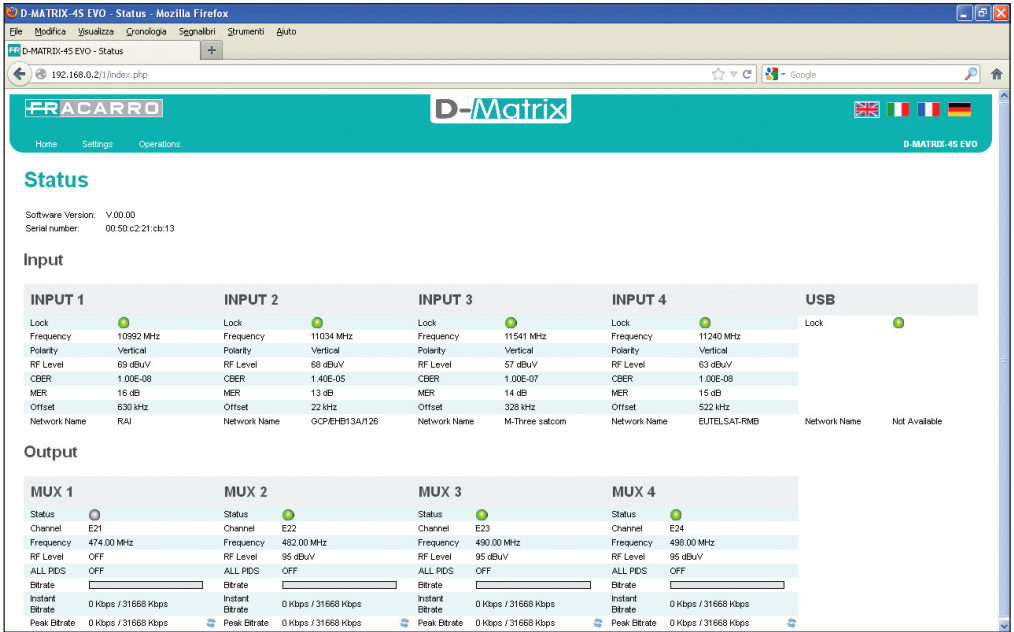 D-MATRIX-4S EVO - Status - Mozilla Firefox
File Modifica Visualizza Cronologia Segnalibri Strumenti Aiuto
FR D-MATRIX-4S EVO - Status +
192.168.0.2/1/index.php Google
FRACARRO D-Matrix
Home Settings Operations D-MATRIX-4S EVO
Status
Software Version: V.00.00
Serial number: 00:50:c2:21:cb:13
Input
INPUT 1 INPUT 2 INPUT 3 INPUT 4 USB
Lock Lock Lock Lock Lock
Frequency 10992 MHz Frequency 11034 MHz Frequency 11541 MHz Frequency 11240 MHz
Polarity Vertical Polarity Vertical Polarity Vertical Polarity Vertical
RF Level 69 dBuV RF Level 68 dBuV RF Level 57 dBuV RF Level 63 dBuV
CBER 1.00E-08 CBER 1.40E-05 CBER 1.00E-07 CBER 1.00E-08
MER 16 dB MER 13 dB MER 14 dB MER 15 dB
Offset 630 kHz Offset 22 kHz Offset 328 kHz Offset 522 kHz
Network Name RAI Network Name GCP/EHB13A/126 Network Name M-Three satcom Network Name EUTELSAT-RMB Network Name Not Available
Output
MUX 1 MUX 2 MUX 3 MUX 4
Status Status Status Status
Channel E21 Channel E22 Channel E23 Channel E24
Frequency 474.00 MHz Frequency 482.00 MHz Frequency 490.00 MHz Frequency 498.00 MHz
RF Level OFF RF Level 95 dBuV RF Level 95 dBuV RF Level 95 dBuV
ALL PIDS OFF ALL PIDS OFF ALL PIDS OFF ALL PIDS OFF
Bitrate Bitrate Bitrate Bitrate
Instant Bitrate 0 Kbps / 31668 Kbps Instant Bitrate 0 Kbps / 31668 Kbps Instant Bitrate 0 Kbps / 31668 Kbps Instant Bitrate 0 Kbps / 31668 Kbps
Peak Bitrate 0 Kbps / 31668 Kbps Peak Bitrate 0 Kbps / 31668 Kbps Peak Bitrate 0 Kbps / 31668 Kbps Peak Bitrate 0 Kbps / 31668 Kbps